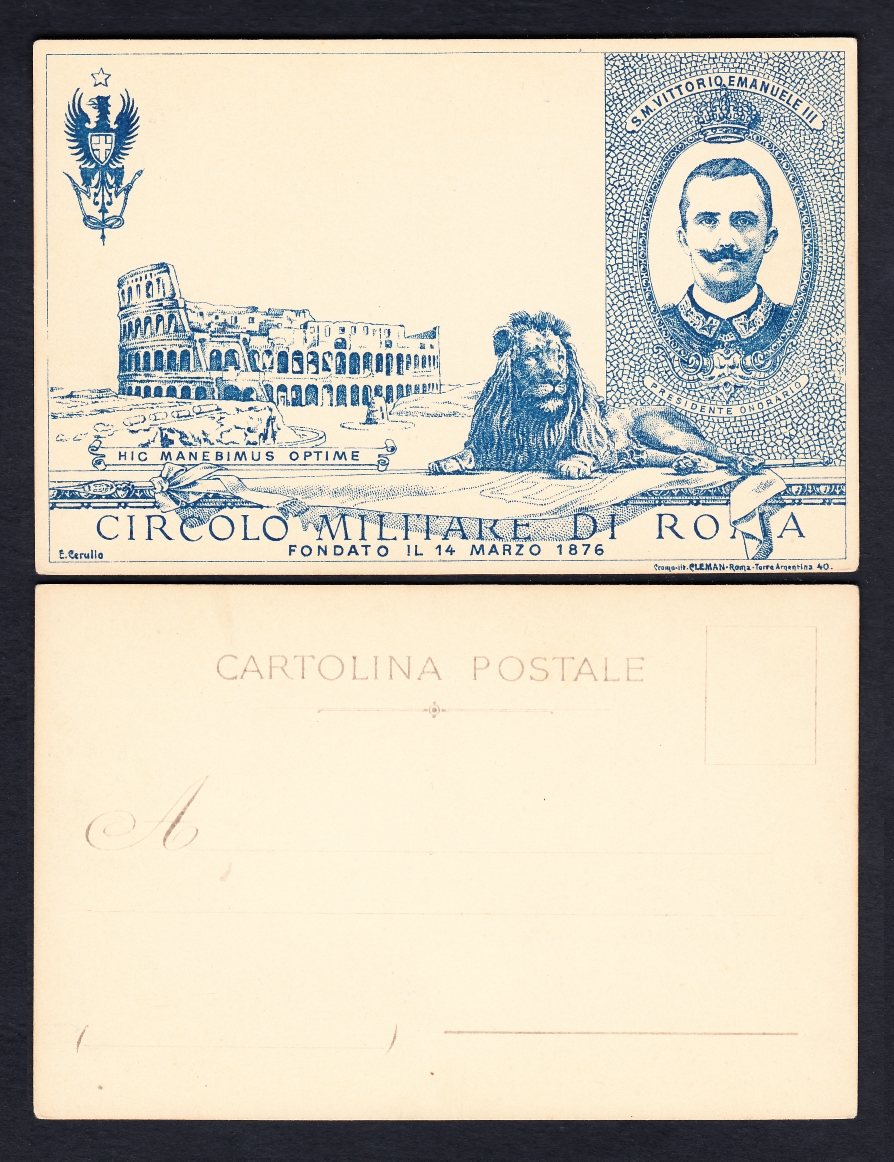 S.M. VITTORIO EMANUELE III
PRESIDENTE ONORARIO
HIC MANEBIMUS OPTIME
CIRCOLO MILITARE DI ROMA
FONDATO IL 14 MARZO 1876
E. Cerullo
Cromo-lit. CLEMAN-Roma-Torre Argentina 40.
CARTOLINA POSTALE
A
( )